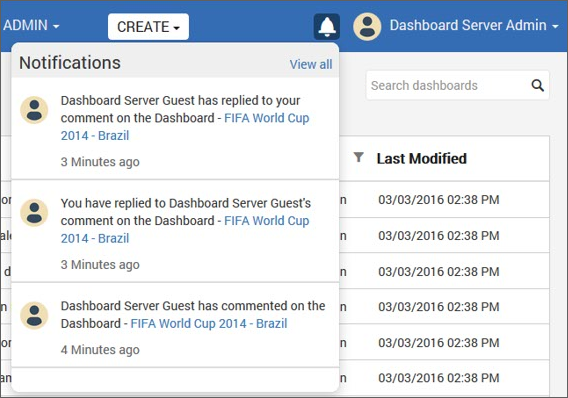 ADMIN
CREATE
Dashboard Server Admin
Notifications
View all
Search dashboards
Dashboard Server Guest has replied to your
comment on the Dashboard - FIFA World Cup
2014 - Brazil
3 Minutes ago
You have replied to Dashboard Server Guest's
comment on the Dashboard - FIFA World Cup
2014 - Brazil
3 Minutes ago
Dashboard Server Guest has commented on the
Dashboard - FIFA World Cup 2014 - Brazil
4 Minutes ago
Last Modified
03/03/2016 02:38 PM
03/03/2016 02:38 PM
03/03/2016 02:38 PM
03/03/2016 02:38 PM
03/03/2016 02:38 PM
03/03/2016 02:38 PM